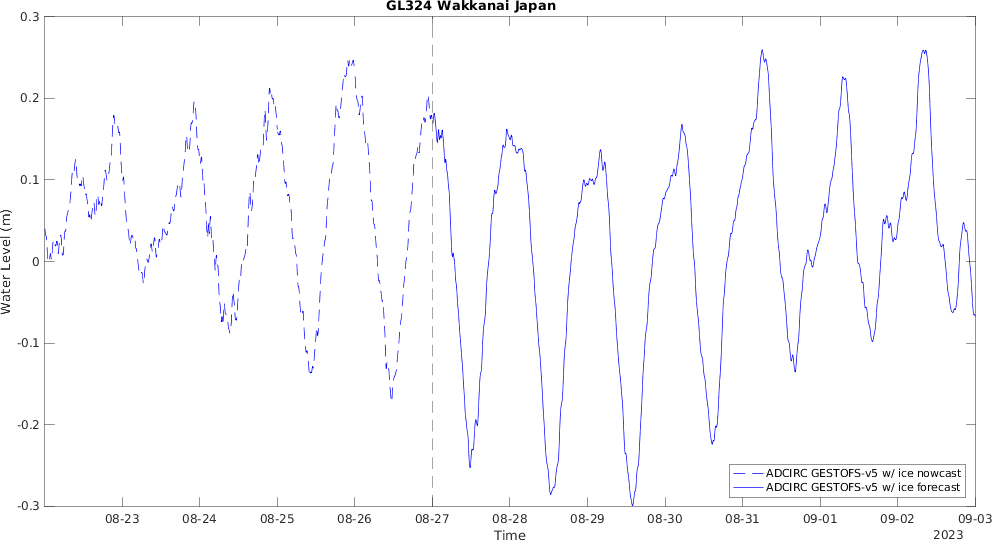 GL324 Wakkanai Japan
0.3
0.2
0.1
0
-0.1
-0.2
-0.3
Water Level (m)
ADCIRC GESTOFS-v5 w/ ice nowcast
ADCIRC GESTOFS-v5 w/ ice forecast
08-23 08-24 08-25 08-26 08-27 08-28 08-29 08-30 08-31 09-01 09-02 09-03
Time
2023